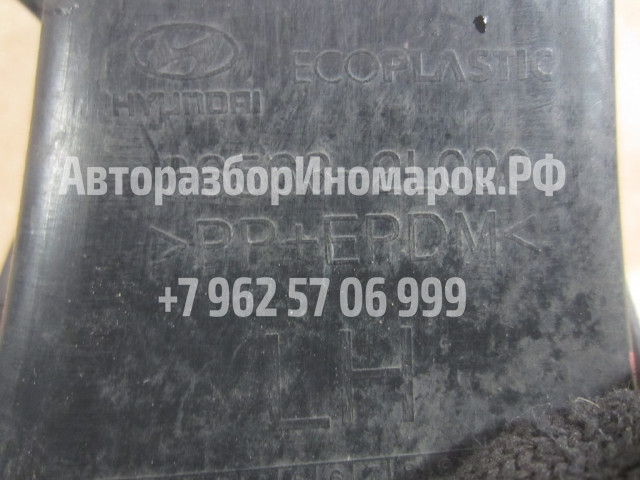 ECOPLASTIC
HYUNDAI
АвторазборИномарок.РФ
>PP+EPDM<
+7 962 57 06 999
LH